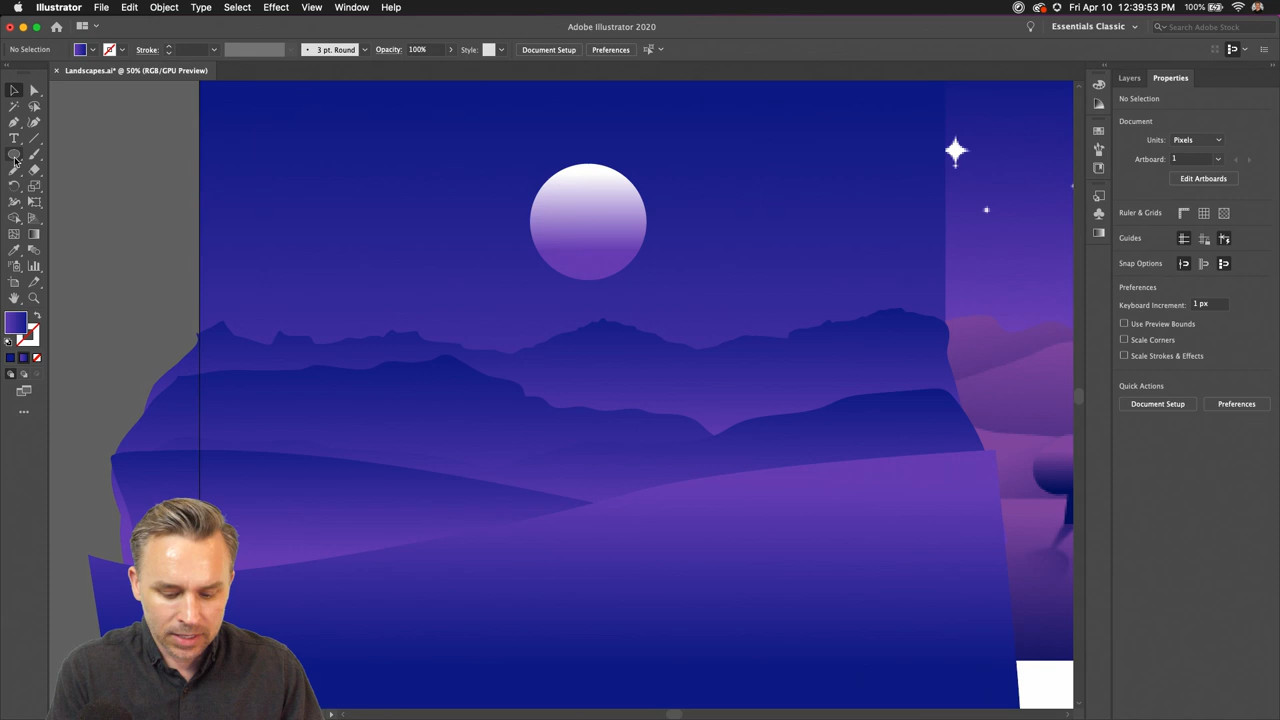 Illustrator File Edit Object Type Select Effect View Window Help
100% Fri Apr 10 12:39:53 PM
Adobe Illustrator 2020
Essentials Classic
Search Adobe Stock
No Selection
Stroke:
3 pt. Round
Opacity: 100%
Style:
Document Setup
Preferences
× Landscapes.ai* @ 50% (RGB/GPU Preview)
Layers Properties
No Selection
Document
Units: Pixels
Artboard: 1
Edit Artboards
Ruler & Grids
Guides
Snap Options
Preferences
Keyboard Increment: 1 px
Use Preview Bounds
Scale Corners
Scale Strokes & Effects
Quick Actions
Document Setup Preferences